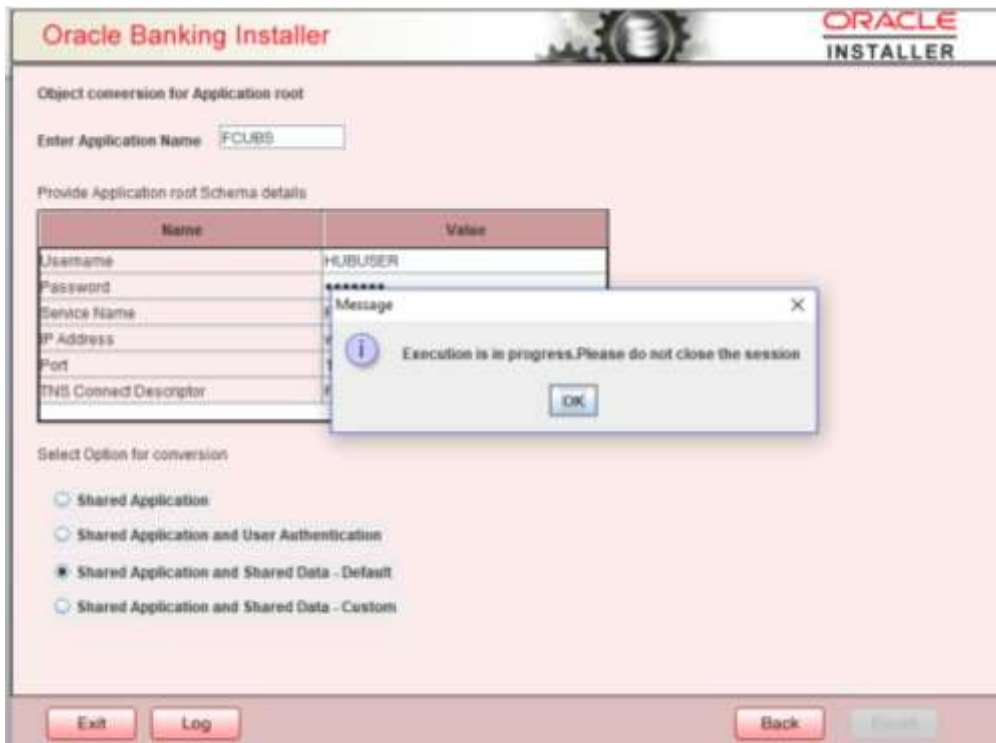 Oracle Banking Installer
ORACLE
INSTALLER
Object conversion for Application root
Enter Application Name FCUBS
Provide Application root Schema details
Name Value
Username HUBUSER
Password •••••••
Service Name
IP Address
Port
TNS Connect Descriptor
Message
Execution is in progress.Please do not close the session
OK
Select Option for conversion
Shared Application
Shared Application and User Authentication
Shared Application and Shared Data - Default
Shared Application and Shared Data - Custom
Exit Log Back